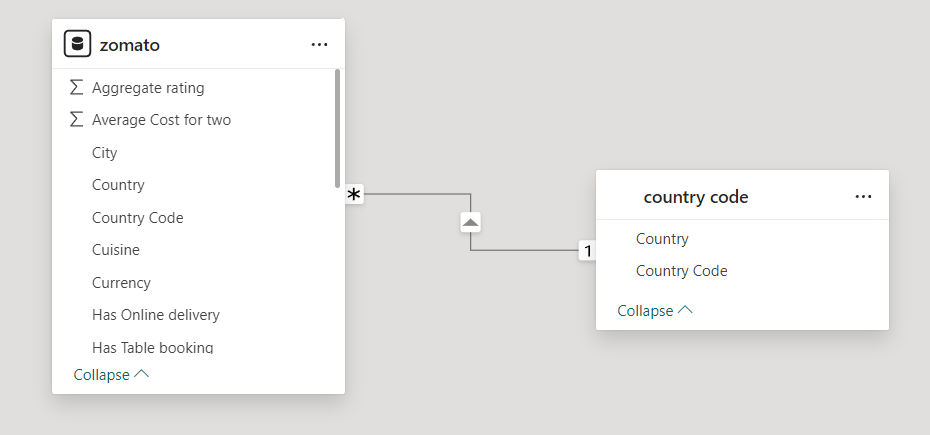 zomato
Aggregate rating
Average Cost for two
City
Country
Country Code
Cuisine
Currency
Has Online delivery
Has Table booking
Collapse
*
1
country code
Country
Country Code
Collapse